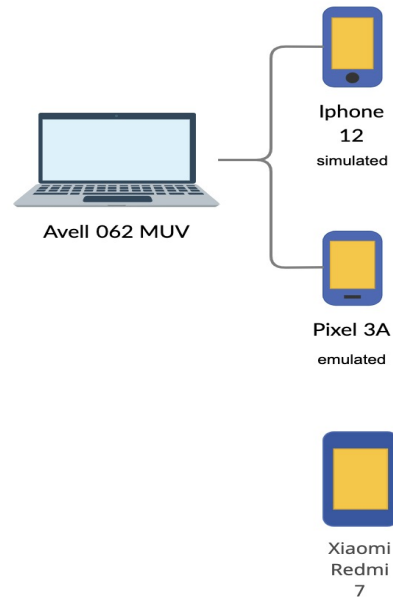 Iphone
12
simulated
Avell 062 MUV
Pixel 3A
emulated
Xiaomi
Redmi
7